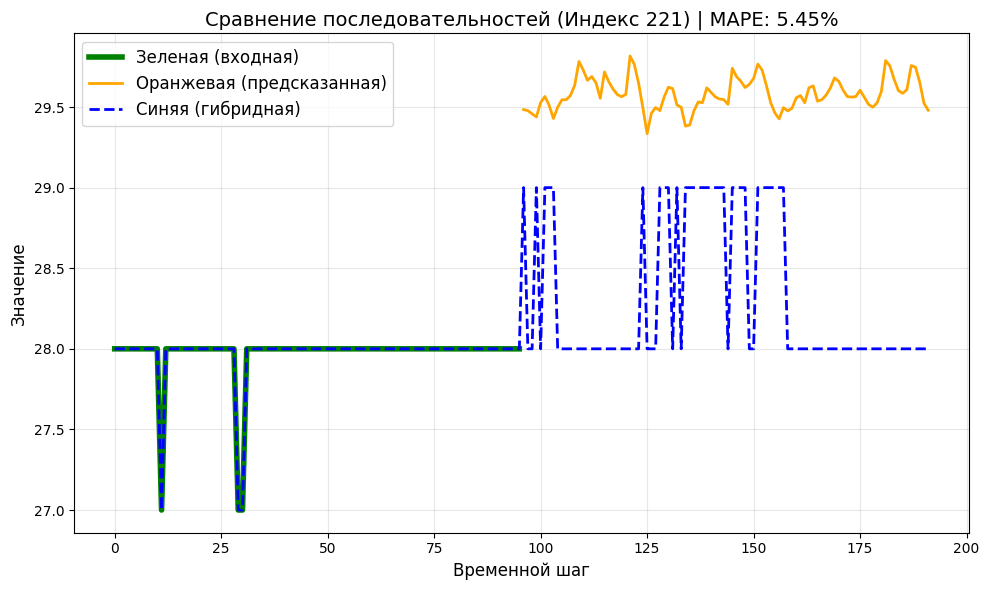 Сравнение последовательностей (Индекс 221) | MAPE: 5.45%
Зеленая (входная)
Оранжевая (предсказанная)
Синяя (гибридная)
Значение
29.5
29.0
28.5
28.0
27.5
27.0
0 25 50 75 100 125 150 175 200
Временной шаг